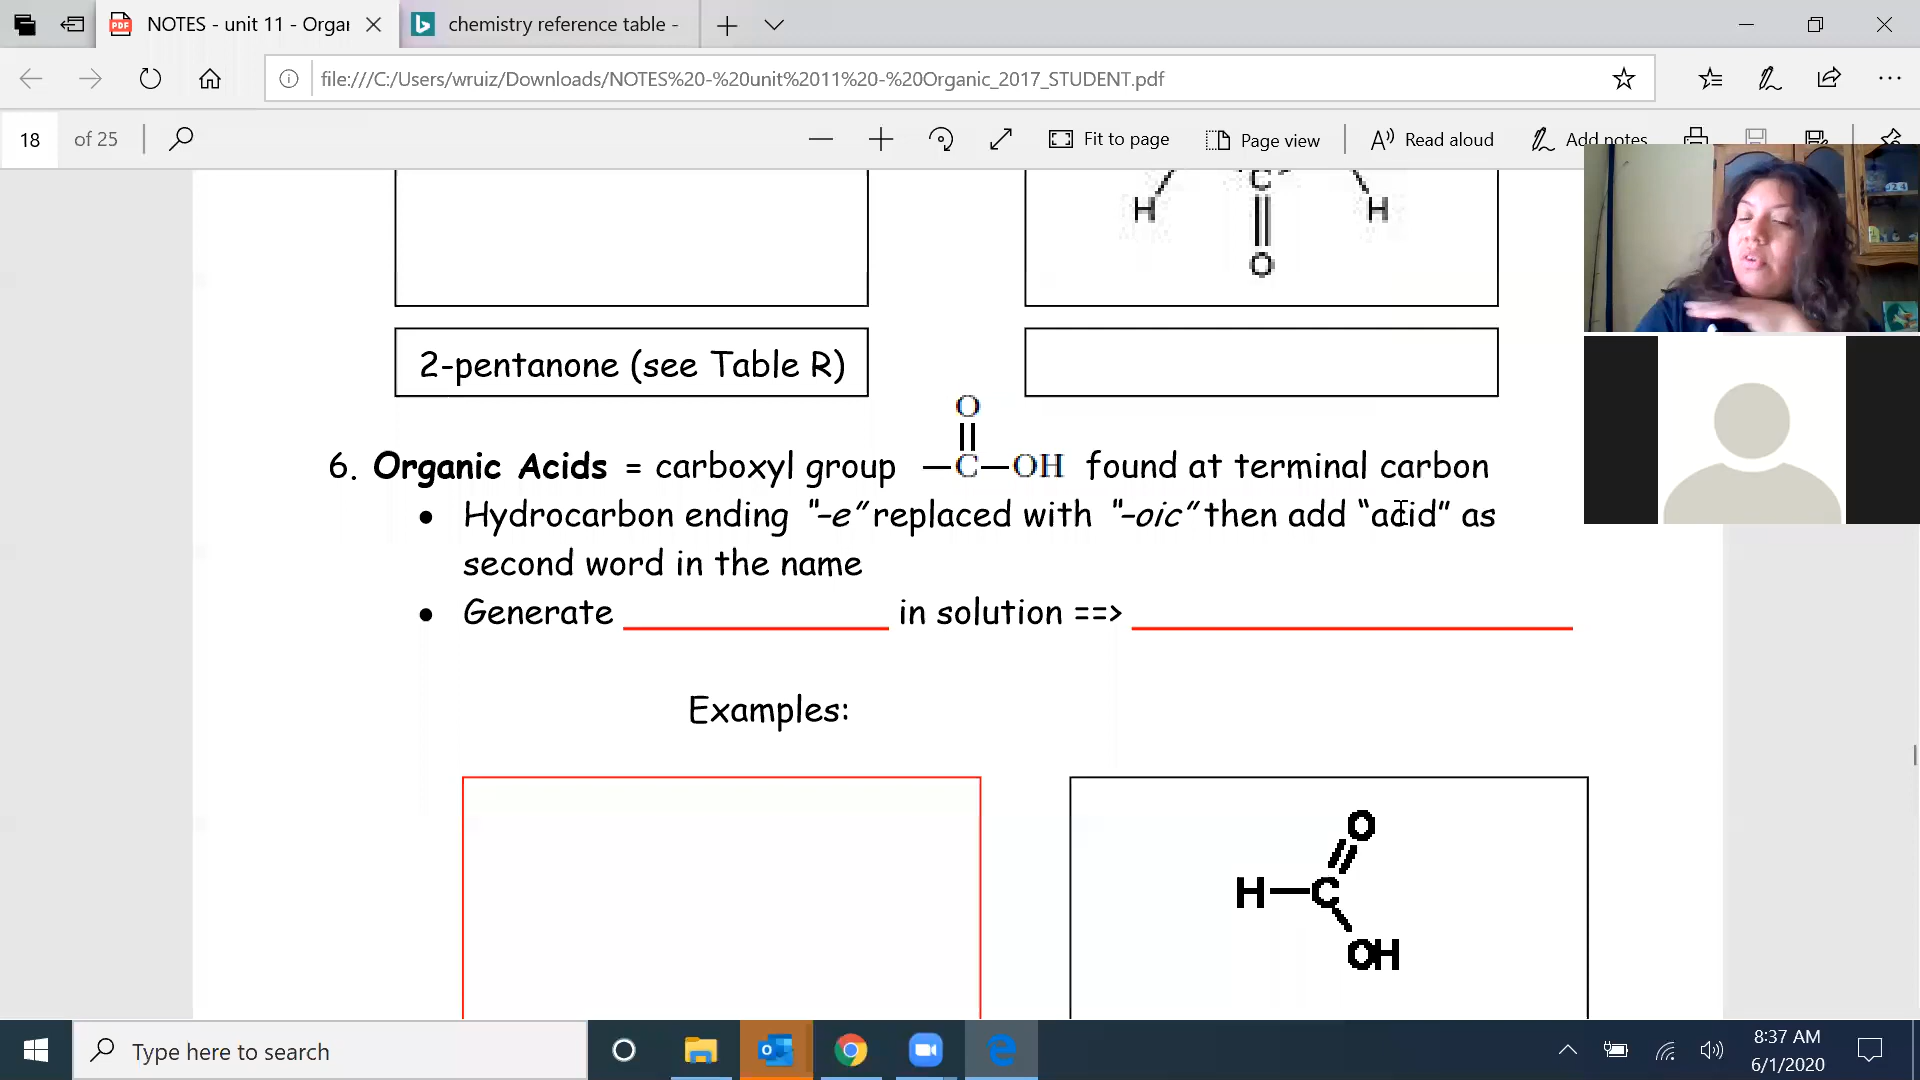 NOTES - unit 11 - Orgar
chemistry reference table -
file:///C:/Users/wruiz/Downloads/NOTES%20-%20unit%2011%20-%20Organic_2017_STUDENT.pdf
18 of 25
Fit to page
Page view
Read aloud
Add notes
C
H H
O
2-pentanone (see Table R)
O
6. Organic Acids = carboxyl group —C—OH found at terminal carbon
• Hydrocarbon ending "-e" replaced with "-oic" then add “acid” as
second word in the name
• Generate ____________ in solution ==> ____________________
Examples:
O
H—C
OH
Type here to search
8:37 AM
6/1/2020